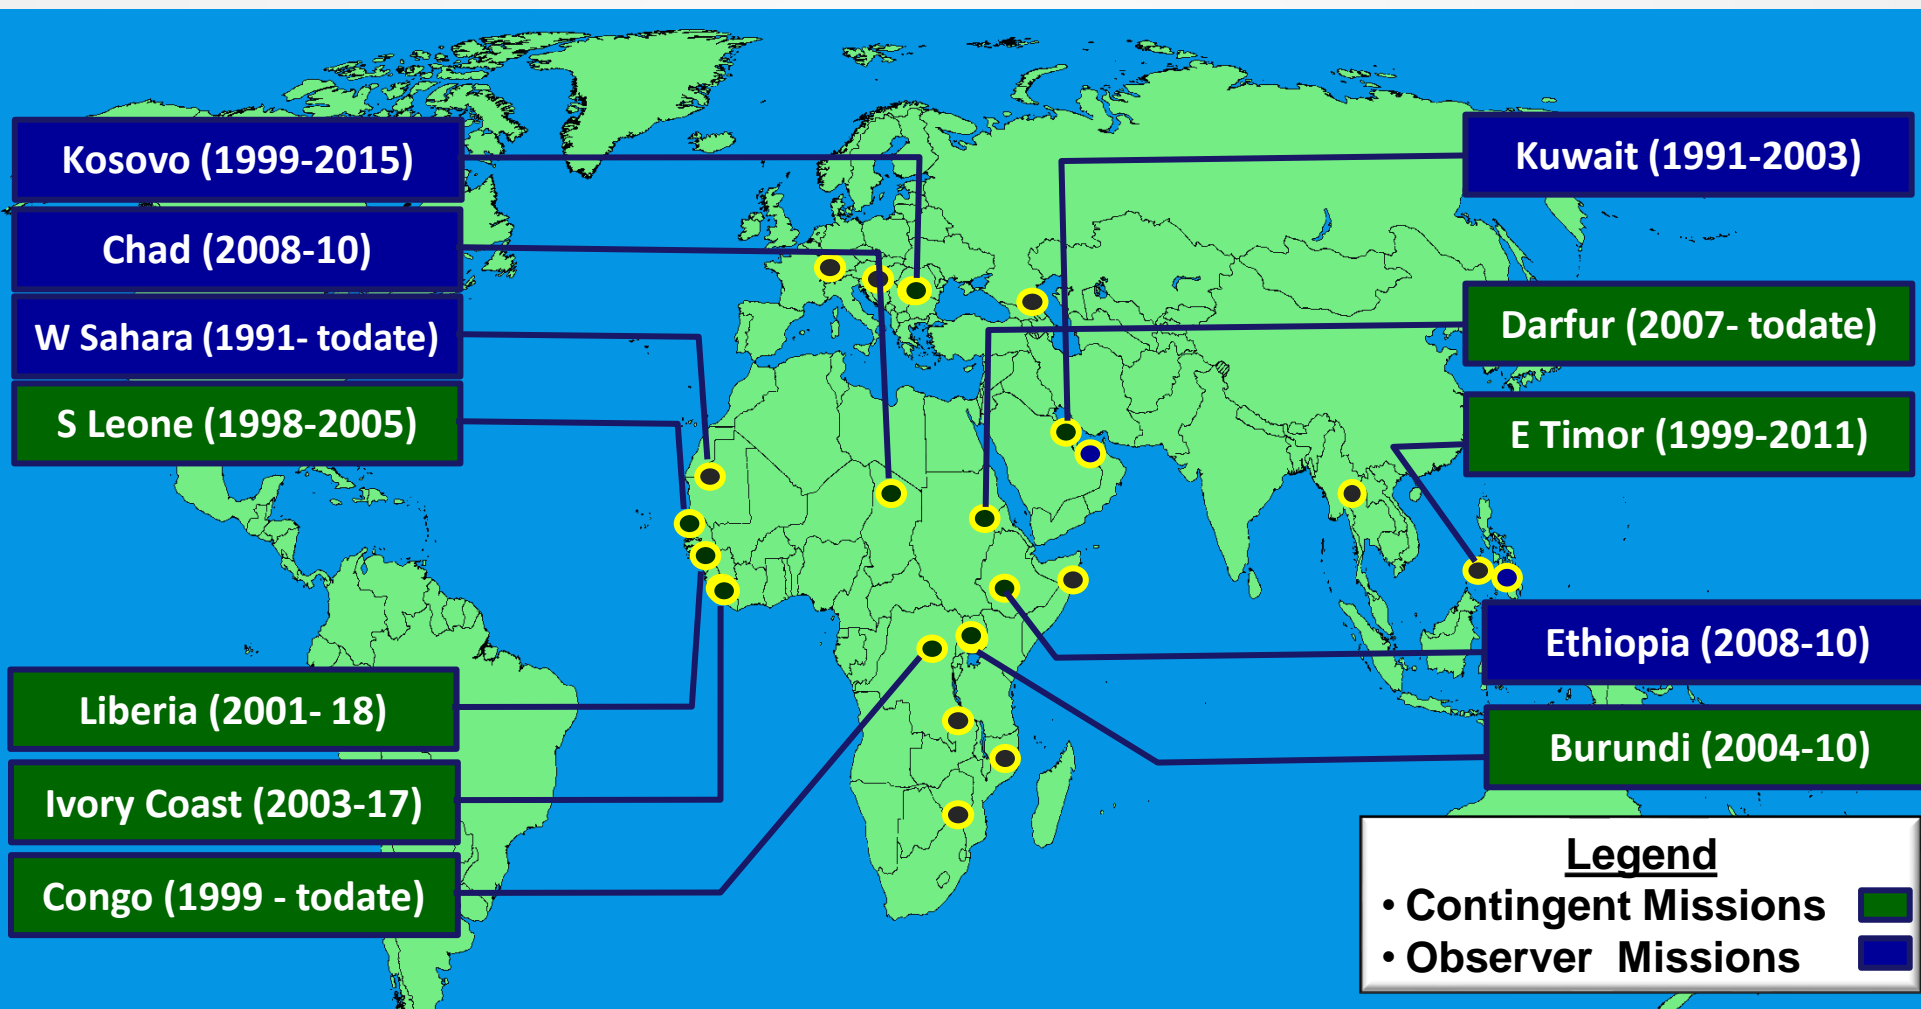 Kosovo (1999-2015)
Chad (2008-10)
W Sahara (1991- todate)
S Leone (1998-2005)
Liberia (2001- 18)
Ivory Coast (2003-17)
Congo (1999 - todate)
Kuwait (1991-2003)
Darfur (2007- todate)
E Timor (1999-2011)
Ethiopia (2008-10)
Burundi (2004-10)
Legend
• Contingent Missions
• Observer Missions